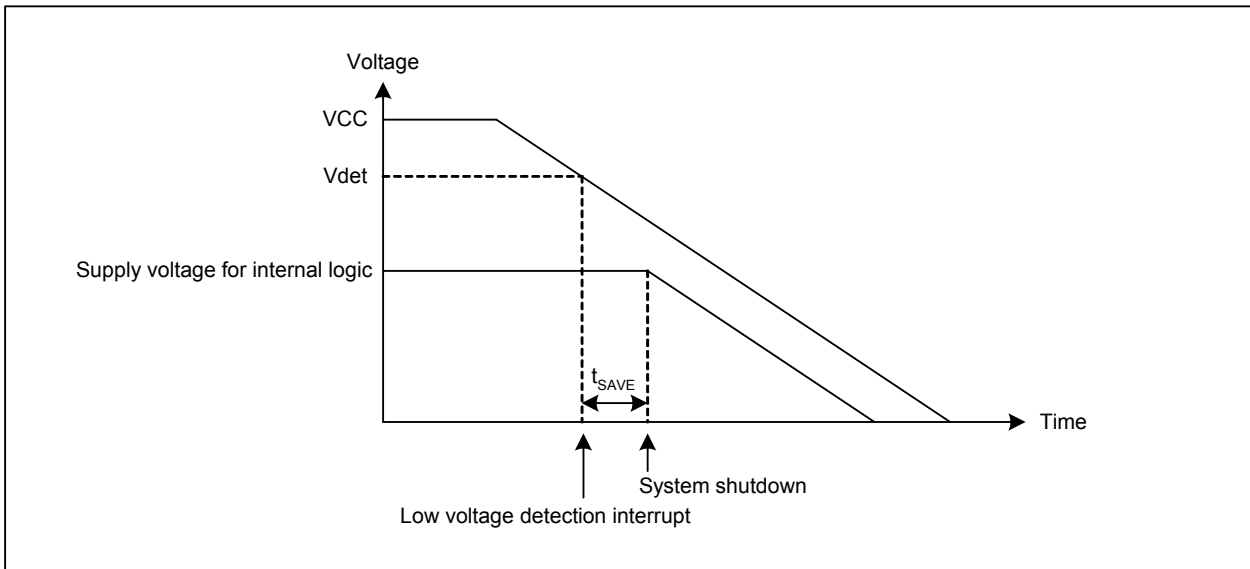 Voltage
VCC
Vdet
Supply voltage for internal logic
tSAVE
Time
System shutdown
Low voltage detection interrupt